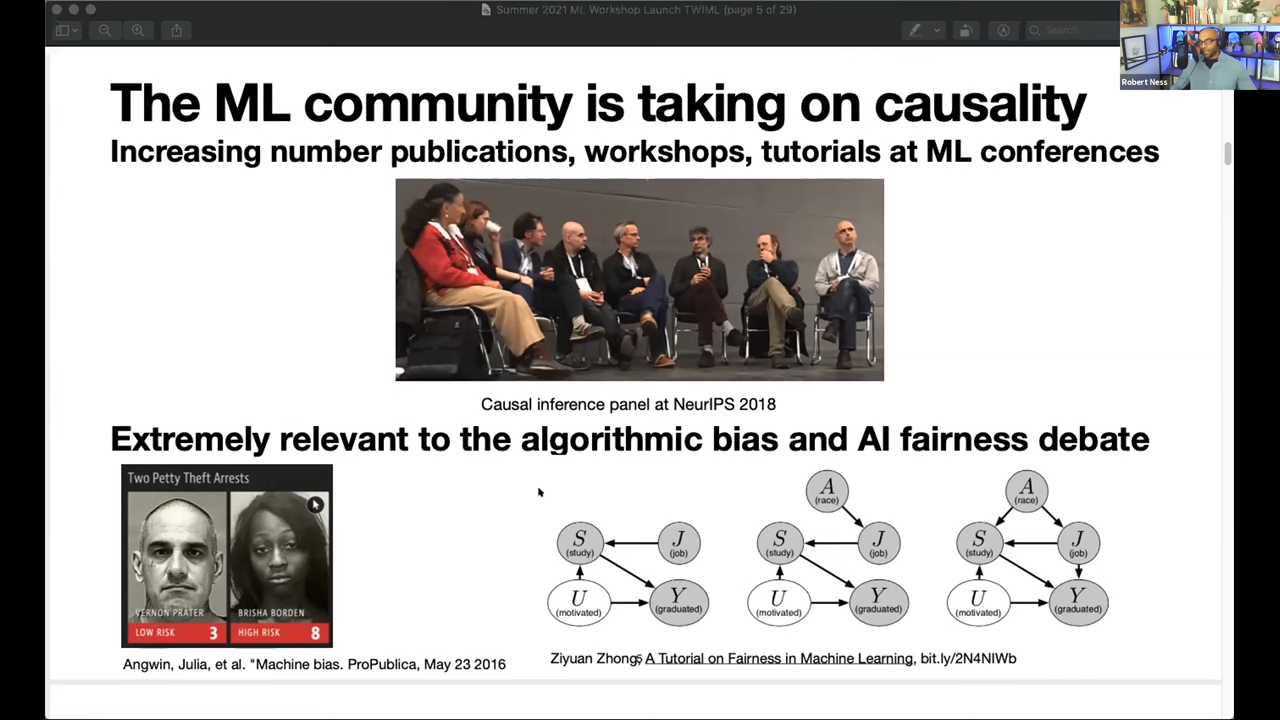 Summer 2021 ML Workshop Launch TWIML (page 5 of 29)
Search
Robert Ness
The ML community is taking on causality
Increasing number publications, workshops, tutorials at ML conferences
Causal inference panel at NeurIPS 2018
Extremely relevant to the algorithmic bias and AI fairness debate
Two Petty Theft Arrests
VERNON PRATER
LOW RISK 3
BRISHA BORDEN
HIGH RISK 8
Angwin, Julia, et al. "Machine bias. ProPublica, May 23 2016
S
(study)
J
(job)
U
(motivated)
Y
(graduated)
A
(race)
S
(study)
J
(job)
U
(motivated)
Y
(graduated)
A
(race)
S
(study)
J
(job)
U
(motivated)
Y
(graduated)
Ziyuan Zhong, A Tutorial on Fairness in Machine Learning, bit.ly/2N4NIWb
5